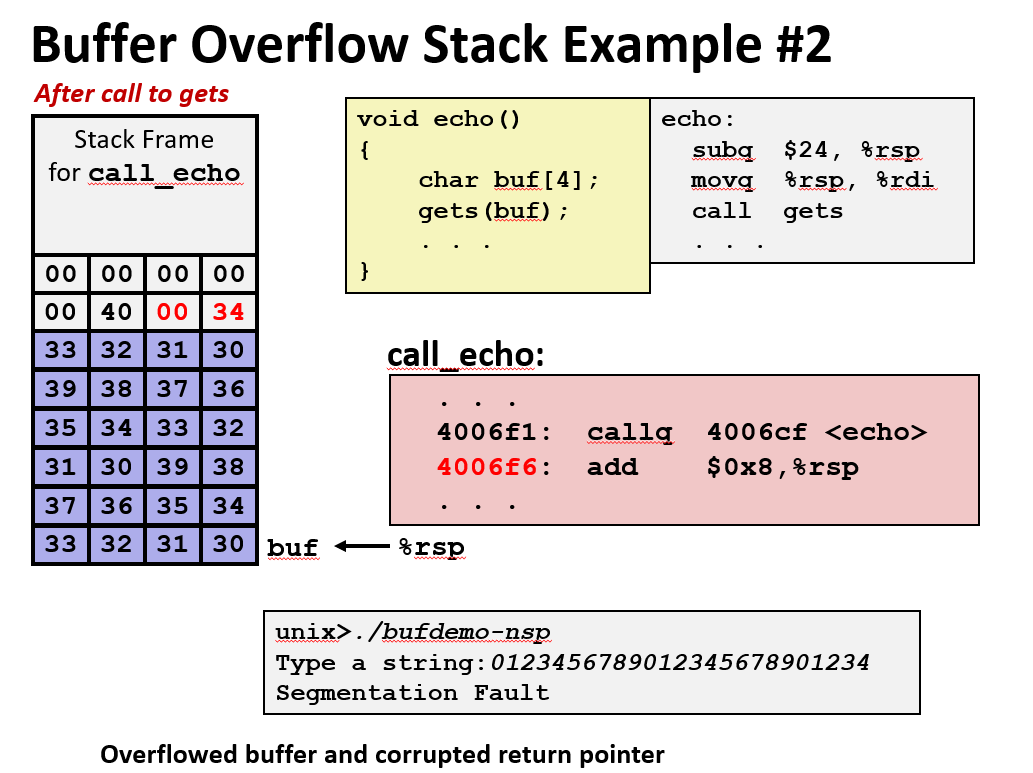 Buffer Overflow Stack Example #2
After call to gets
Stack Frame
for call_echo
00 00 00 00
00 40 00 34
33 32 31 30
39 38 37 36
35 34 33 32
31 30 39 38
37 36 35 34
33 32 31 30
buf
%rsp
void echo()
{
char buf[4];
gets(buf);
. . .
}
echo:
subq $24, %rsp
movq %rsp, %rdi
call gets
. . .
call_echo:
. . .
4006f1: callq 4006cf <echo>
4006f6: add $0x8,%rsp
. . .
unix>./bufdemo-nsp
Type a string:0123456789012345678901234
Segmentation Fault
Overflowed buffer and corrupted return pointer